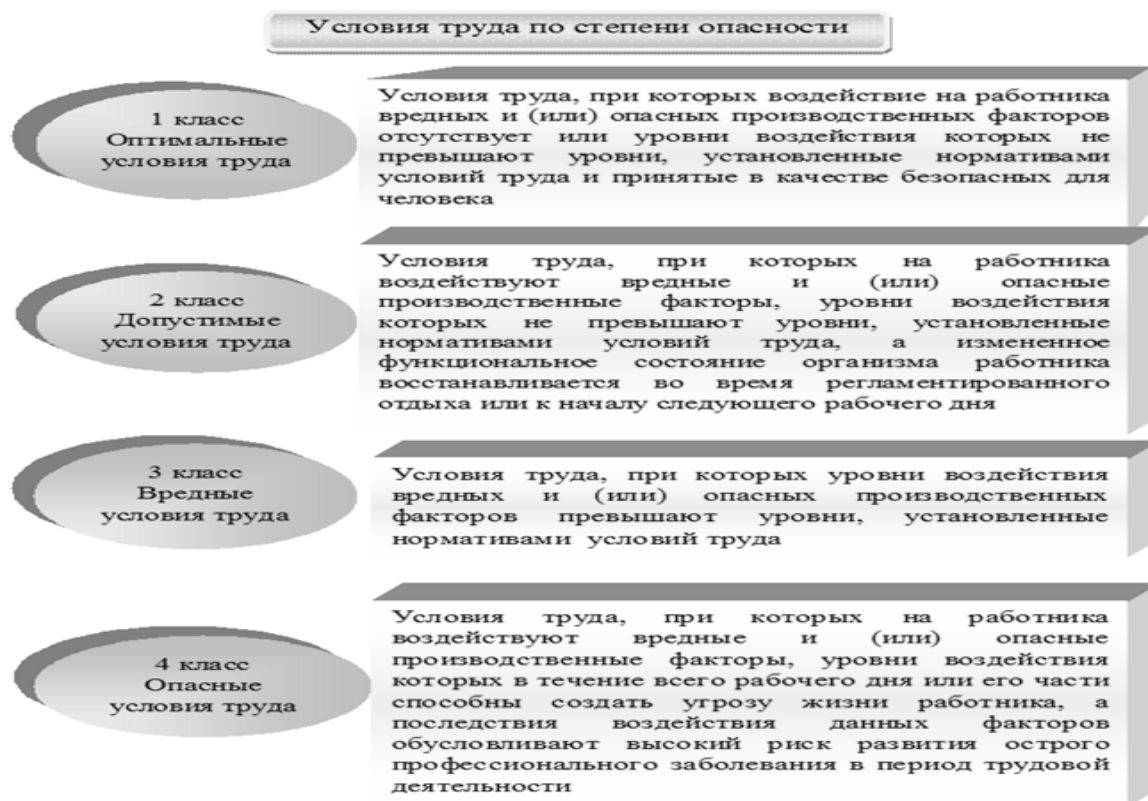 Условия труда по степени опасности
1 класс
Оптимальные
условия труда
Условия труда, при которых воздействие на работника
вредных и (или) опасных производственных факторов
отсутствует или уровни воздействия которых не
превышают уровни, установленные нормативами
условий труда и принятые в качестве безопасных для
человека
2 класс
Допустимые
условия труда
Условия труда, при которых на работника
воздействуют вредные и (или) опасные
производственные факторы, уровни воздействия
которых не превышают уровни, установленные
нормативами условий труда, а измененное
функциональное состояние организма работника
восстанавливается во время регламентированного
отдыха или к началу следующего рабочего дня
3 класс
Вредные
условия труда
Условия труда, при которых уровни воздействия
вредных и (или) опасных производственных
факторов превышают уровни, установленные
нормативами условий труда
4 класс
Опасные
условия труда
Условия труда, при которых на работника
воздействуют вредные и (или) опасные
производственные факторы, уровни воздействия
которых в течение всего рабочего дня или его части
способны создать угрозу жизни работника, а
последствия воздействия данных факторов
обусловливают высокий риск развития острого
профессионального заболевания в период трудовой
деятельности